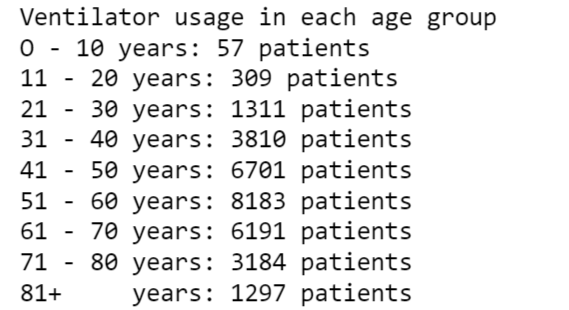 Ventilator usage in each age group
0 - 10 years: 57 patients
11 - 20 years: 309 patients
21 - 30 years: 1311 patients
31 - 40 years: 3810 patients
41 - 50 years: 6701 patients
51 - 60 years: 8183 patients
61 - 70 years: 6191 patients
71 - 80 years: 3184 patients
81+     years: 1297 patients